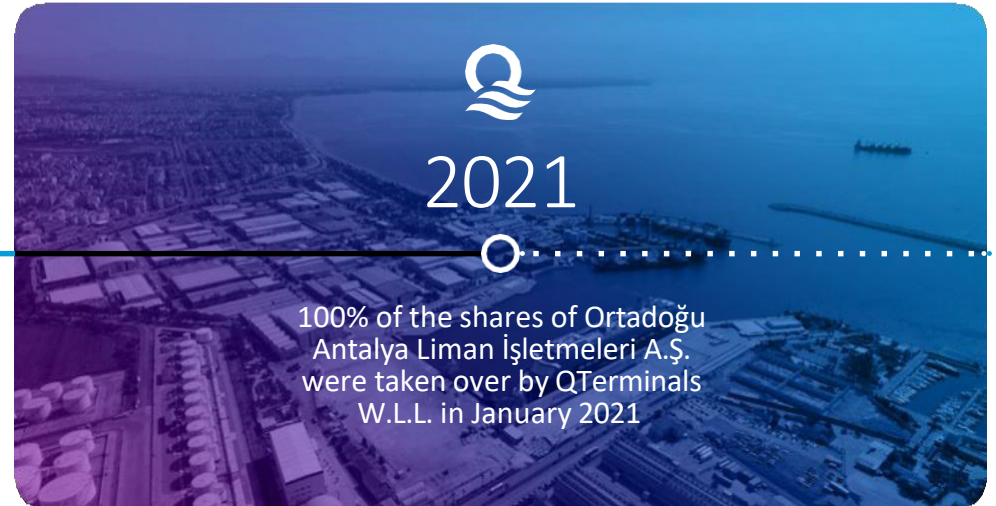 2021
100% of the shares of Ortadoğu
Antalya Liman İşletmeleri A.Ş.
were taken over by QTerminals
W.L.L. in January 2021